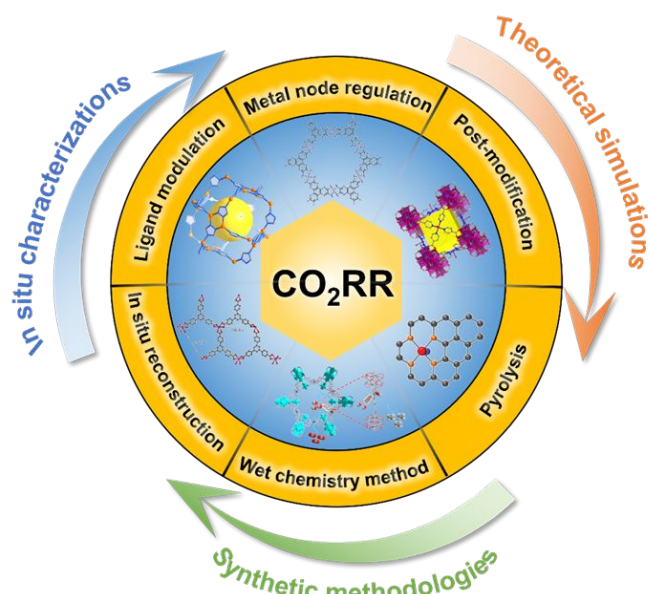 In situ characterizations
Theoretical simulations
Synthetic methodologies
Metal node regulation
Post-modification
Pyrolysis
Wet chemistry method
In situ reconstruction
Ligand modulation
CO₂RR